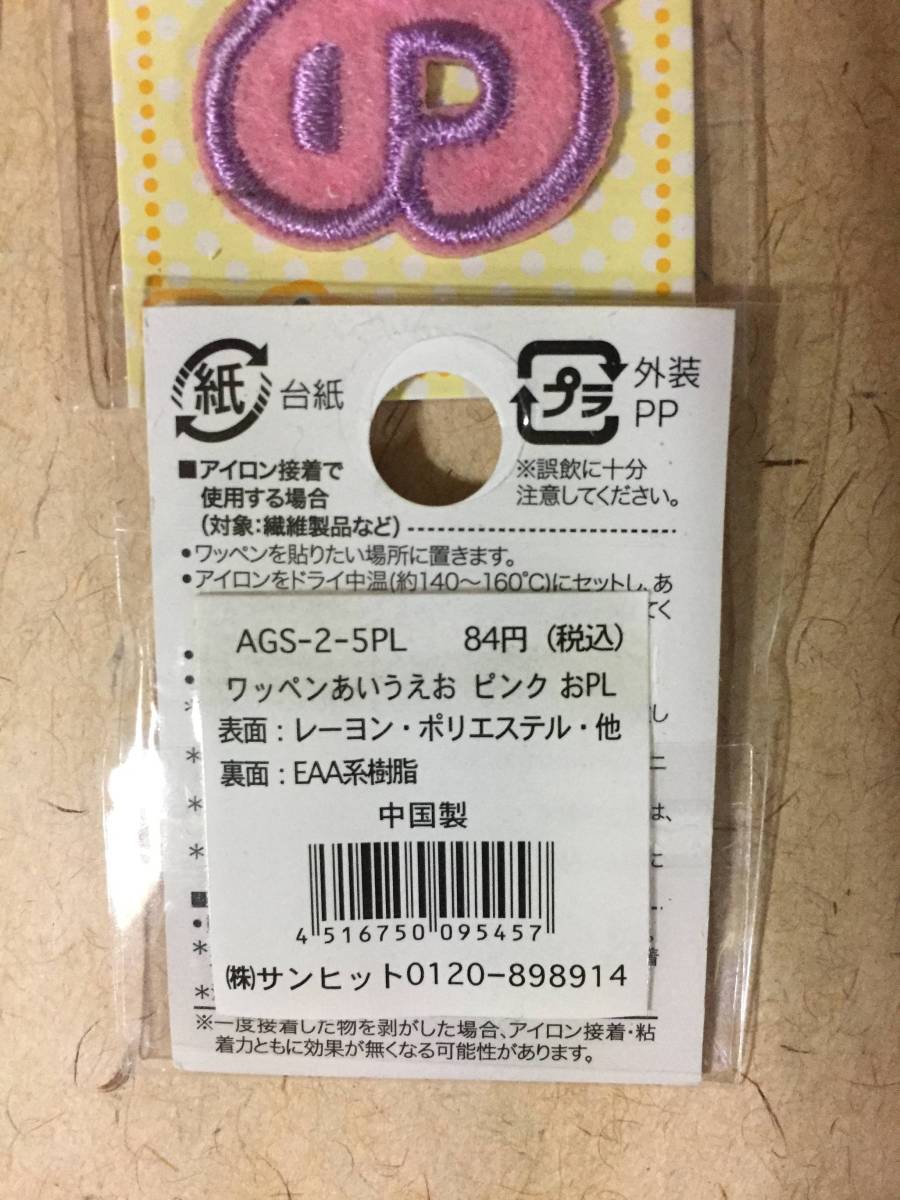 お
紙 台紙
プラ 外装
PP
■アイロン接着で
使用する場合
(対象:繊維製品など)
※誤飲に十分
注意してください。
•ワッペンを貼りたい場所に置きます。
•アイロンをドライ中温(約140〜160℃)にセットし、あ
てく
AGS-2-5PL 84円(税込)
ワッペンあいうえお ピンク おPL
表面:レーヨン・ポリエステル・他
裏面:EAA系樹脂
中国製
4 516750 095457
(株)サンヒット0120-898914
※一度接着した物を剥がした場合、アイロン接着・粘
着力ともに効果が無くなる可能性があります。